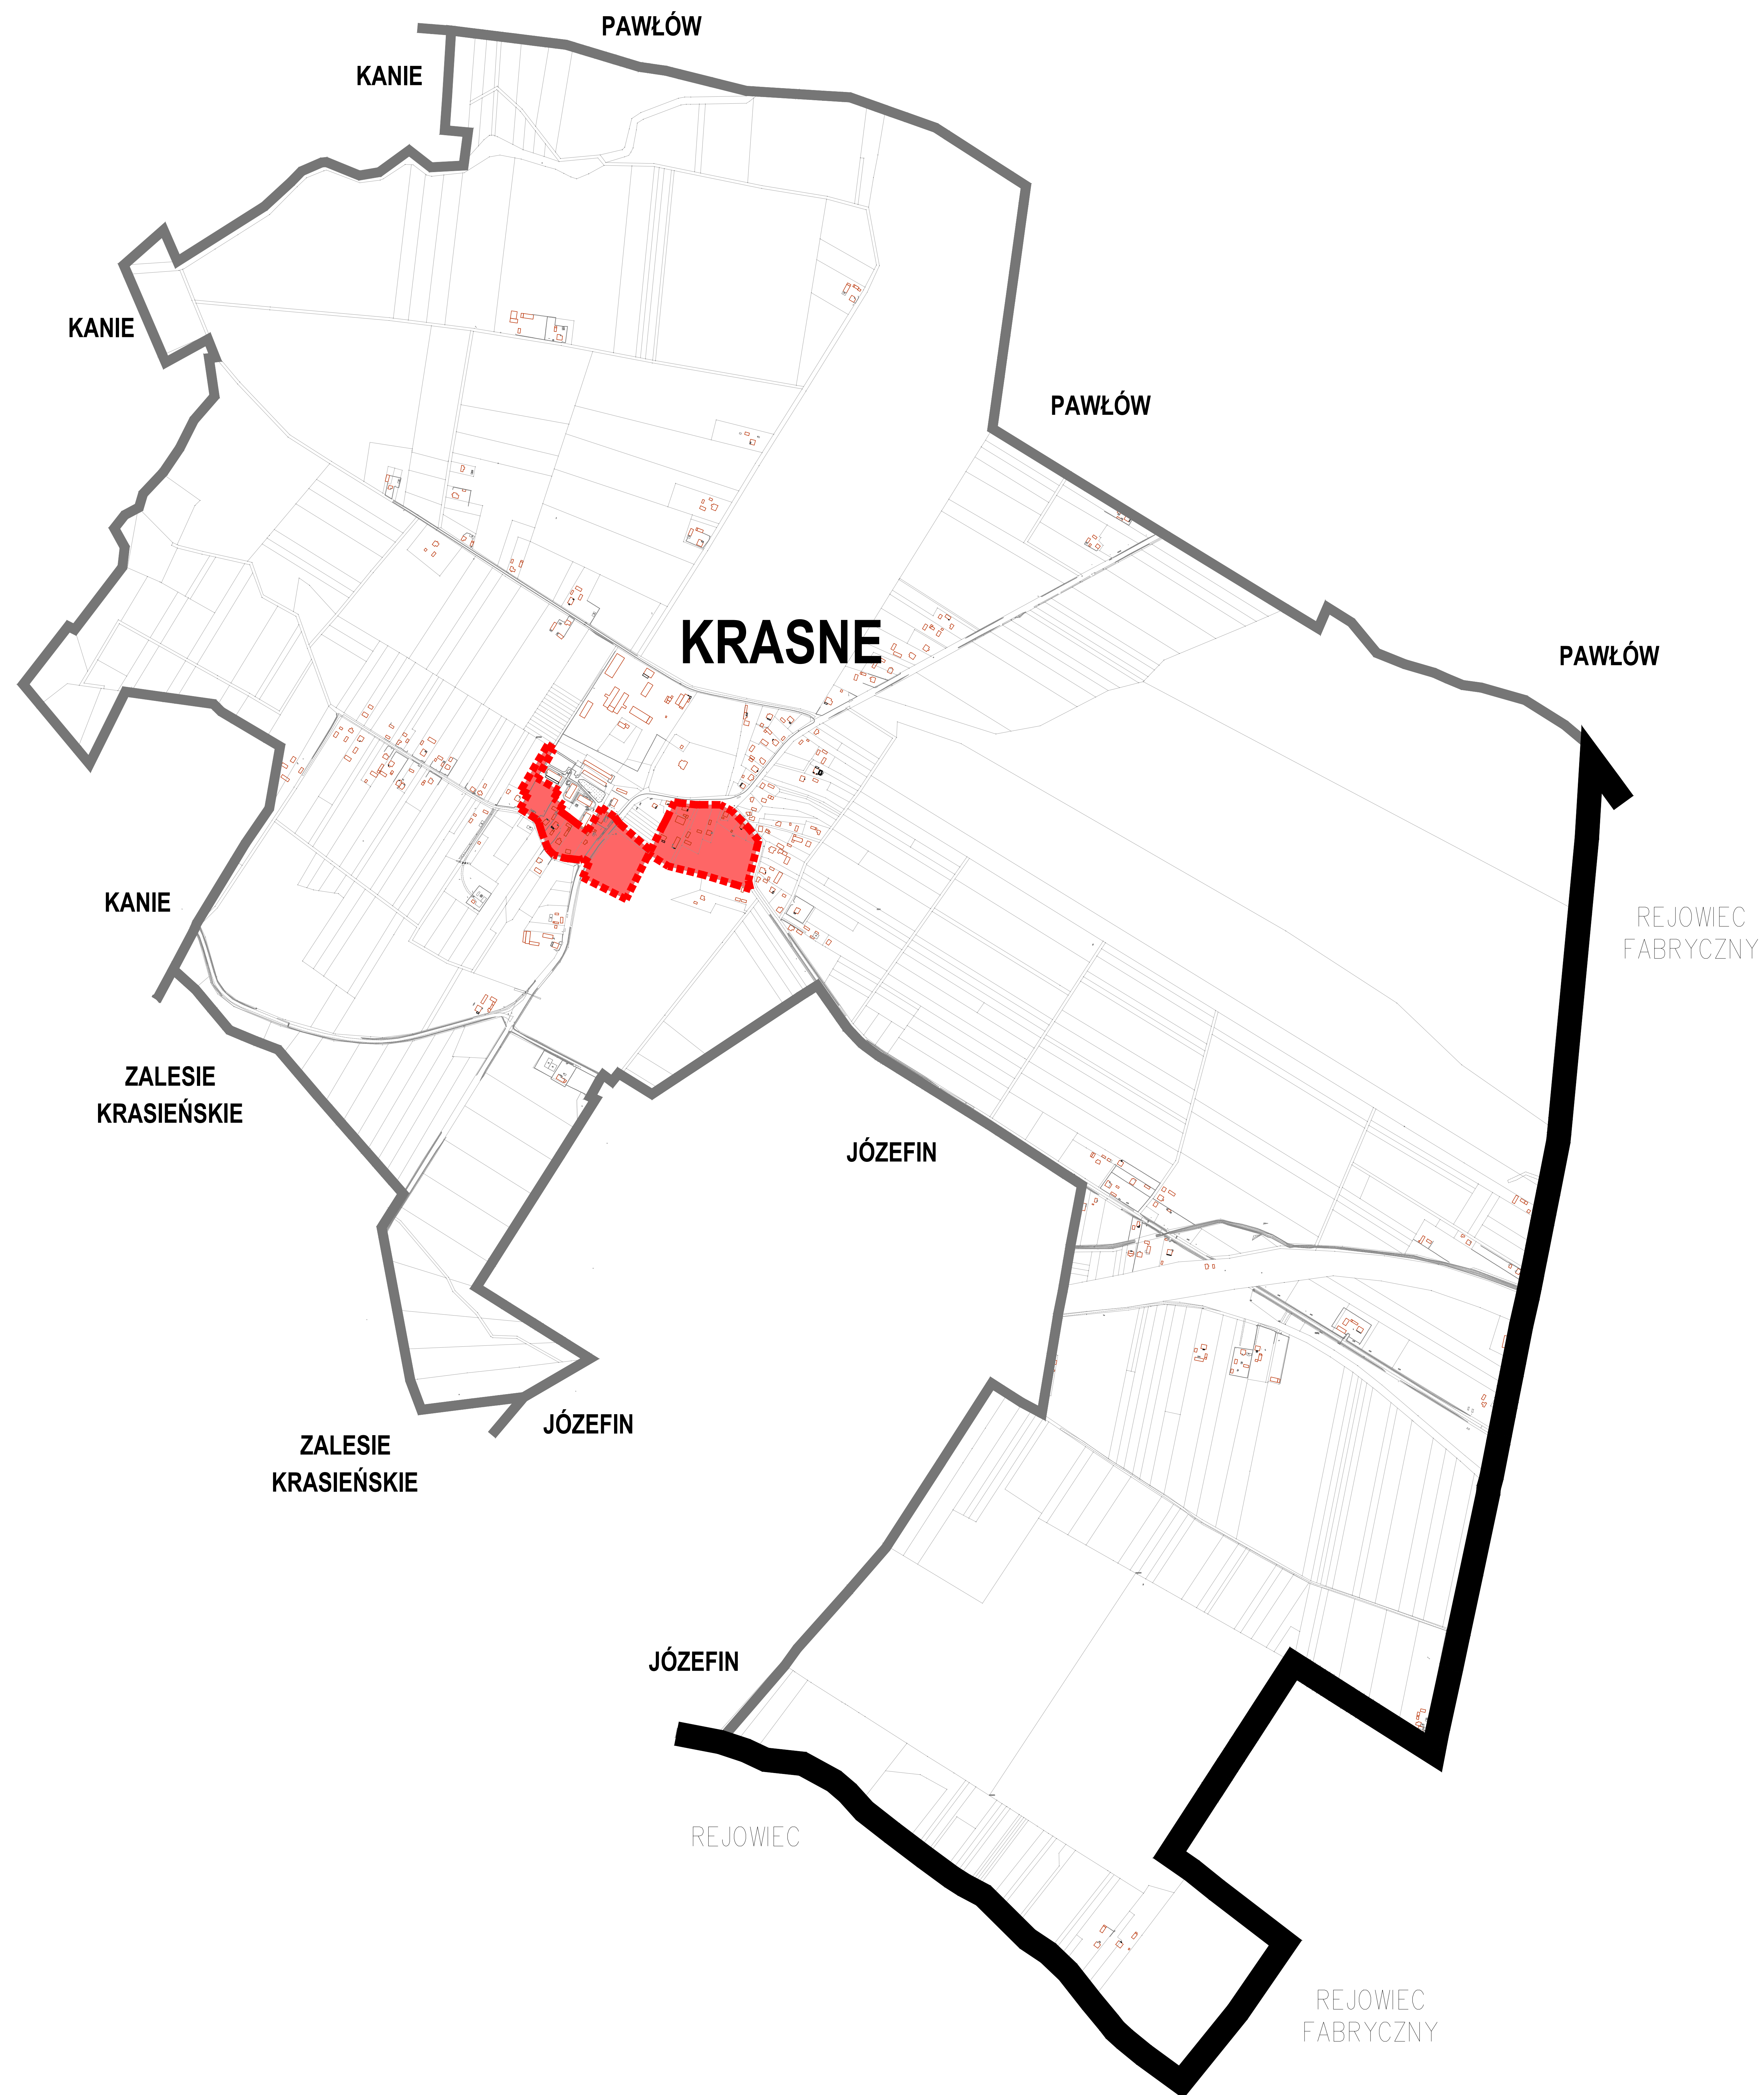 PAWŁÓW
KANIE
KANIE
PAWŁÓW
KRASNE
PAWŁÓW
KANIE
REJOWIEC
FABRYCZNY
ZALESIE
KRASIEŃSKIE
JÓZEFIN
JÓZEFIN
ZALESIE
KRASIEŃSKIE
JÓZEFIN
REJOWIEC
REJOWIEC
FABRYCZNY